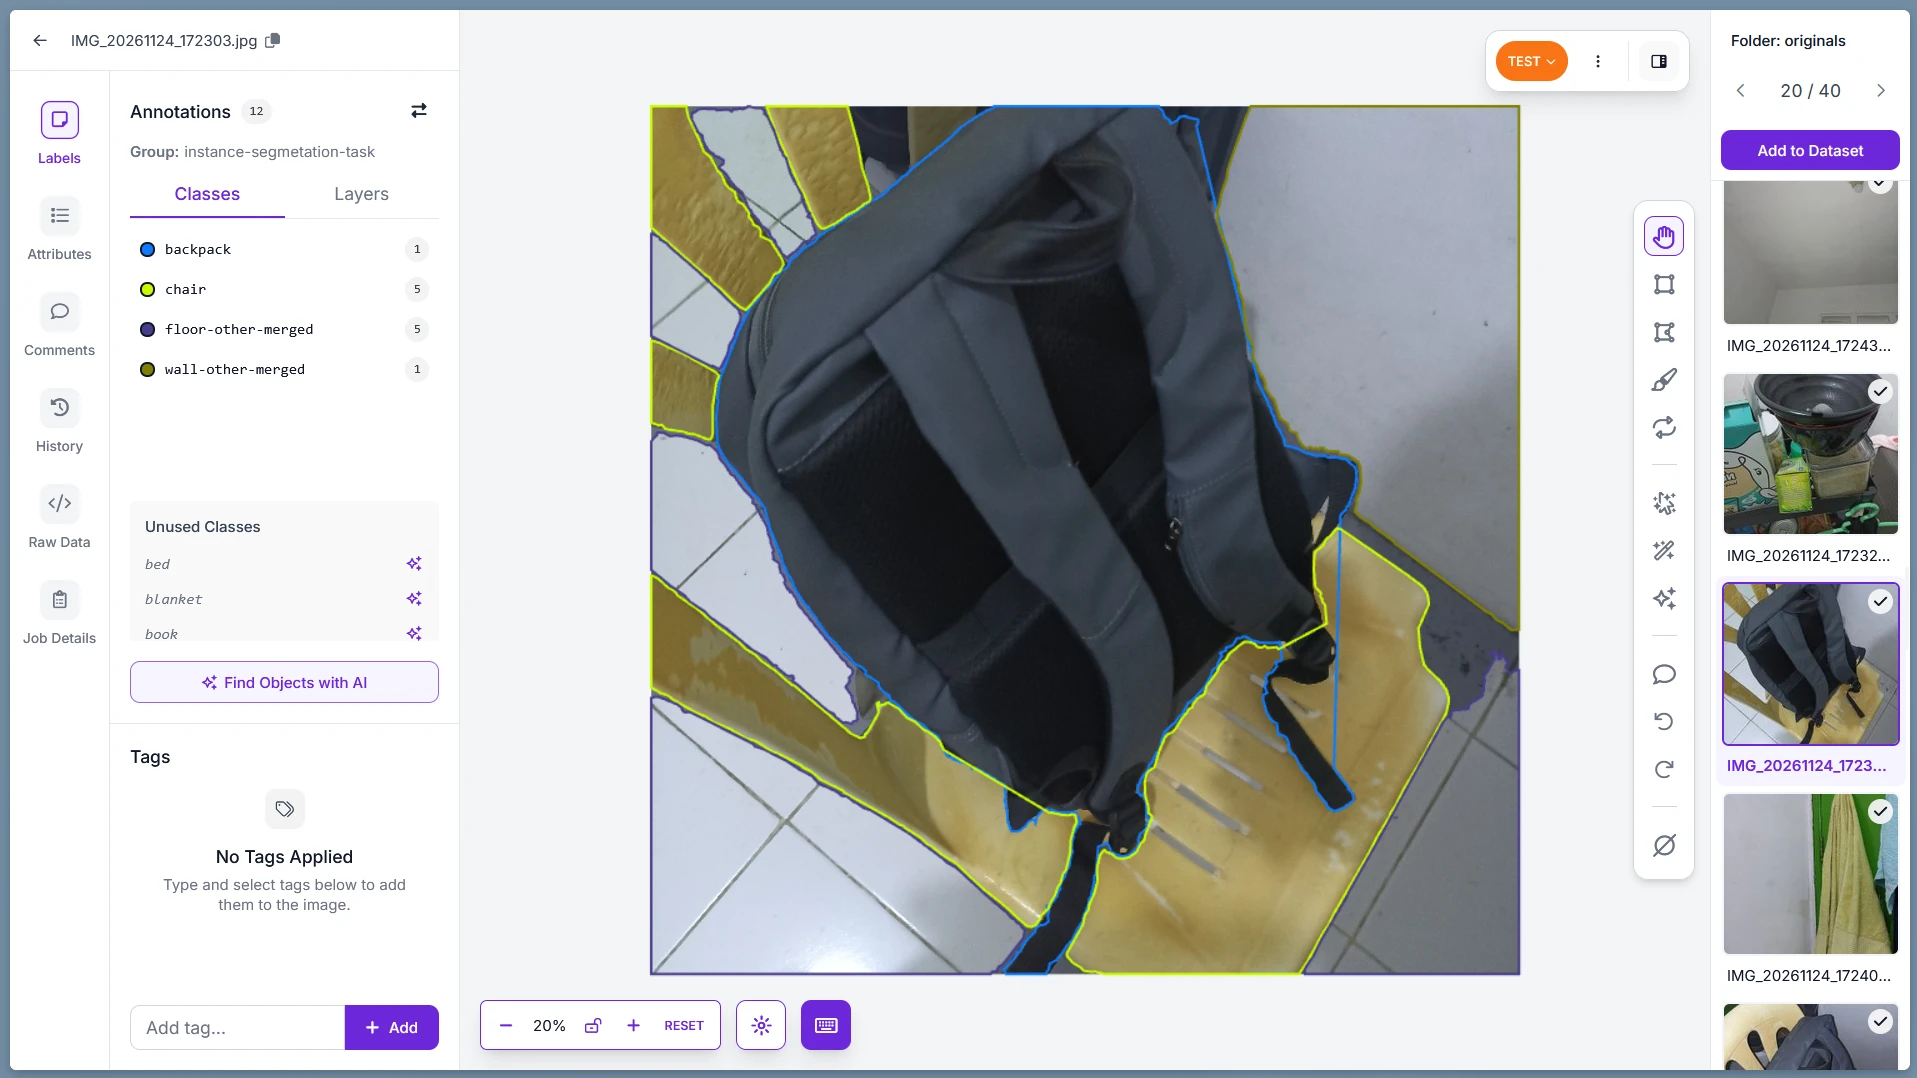 IMG_20261124_172303.jpg
Labels
Attributes
Comments
History
Raw Data
Job Details
Annotations 12
Group: instance-segmetation-task
Classes
Layers
backpack 1
chair 5
floor-other-merged 5
wall-other-merged 1
Unused Classes
bed
blanket
book
Find Objects with AI
Tags
No Tags Applied
Type and select tags below to add
them to the image.
Add tag...
+ Add
20%
RESET
TEST
Folder: originals
20 / 40
Add to Dataset
IMG_20261124_17243...
IMG_20261124_17232...
IMG_20261124_1723...
IMG_20261124_17240...